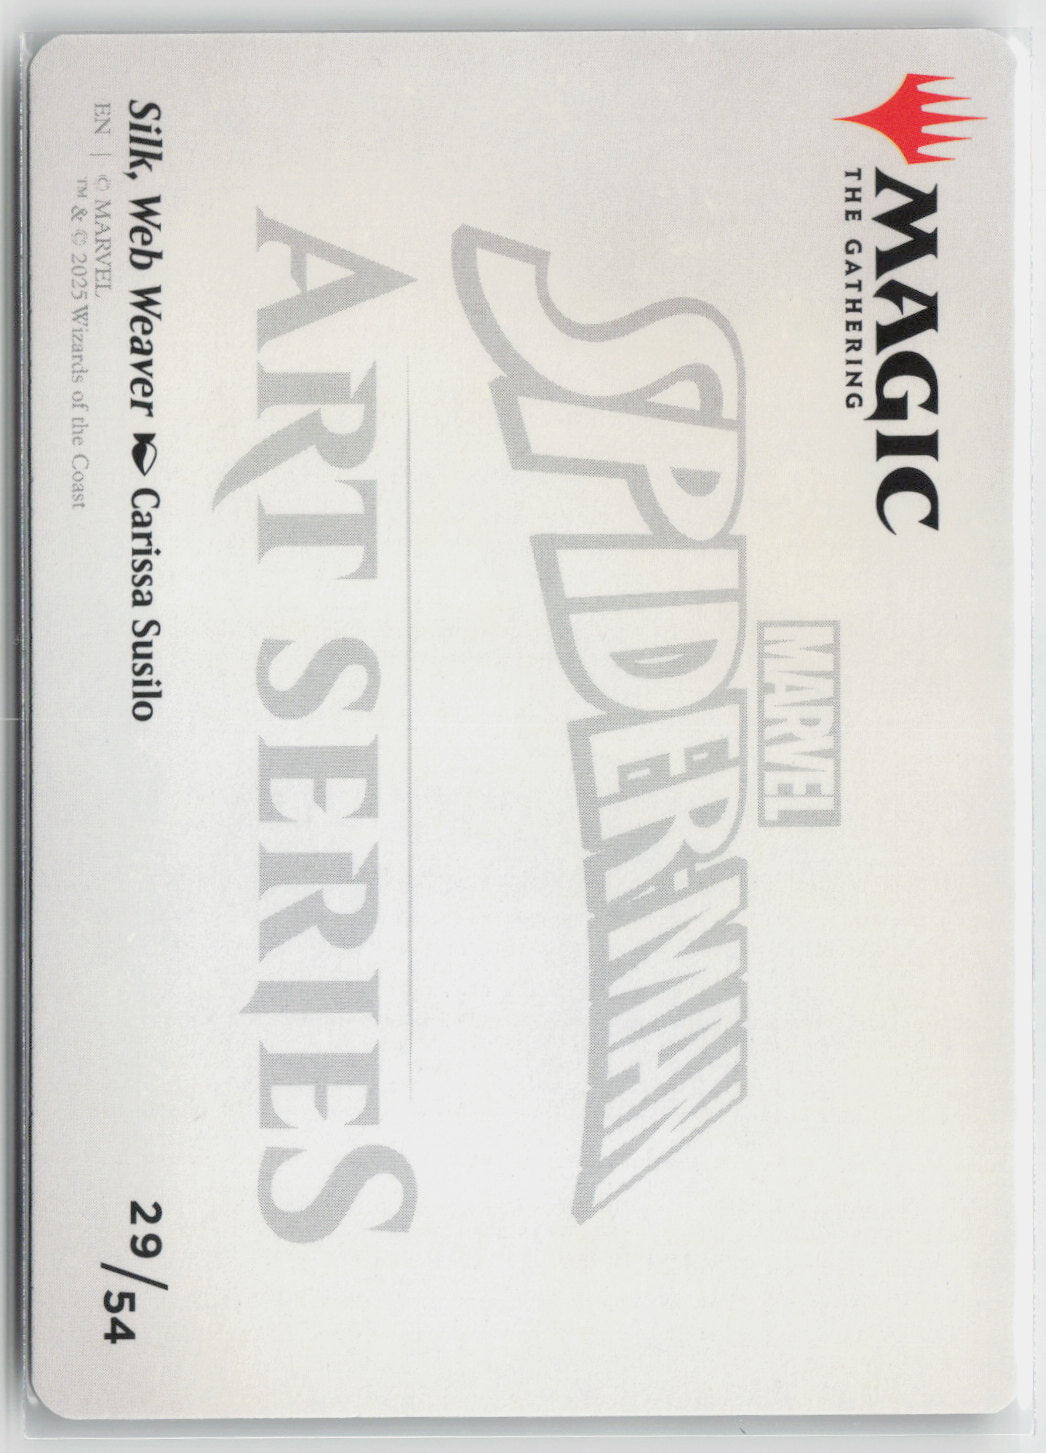 MAGIC
THE GATHERING
MARVEL
SPIDER-MAN
ART SERIES
Silk, Web Weaver Carissa Susilo
29/54
EN | © MARVEL
™ & © 2025 Wizards of the Coast